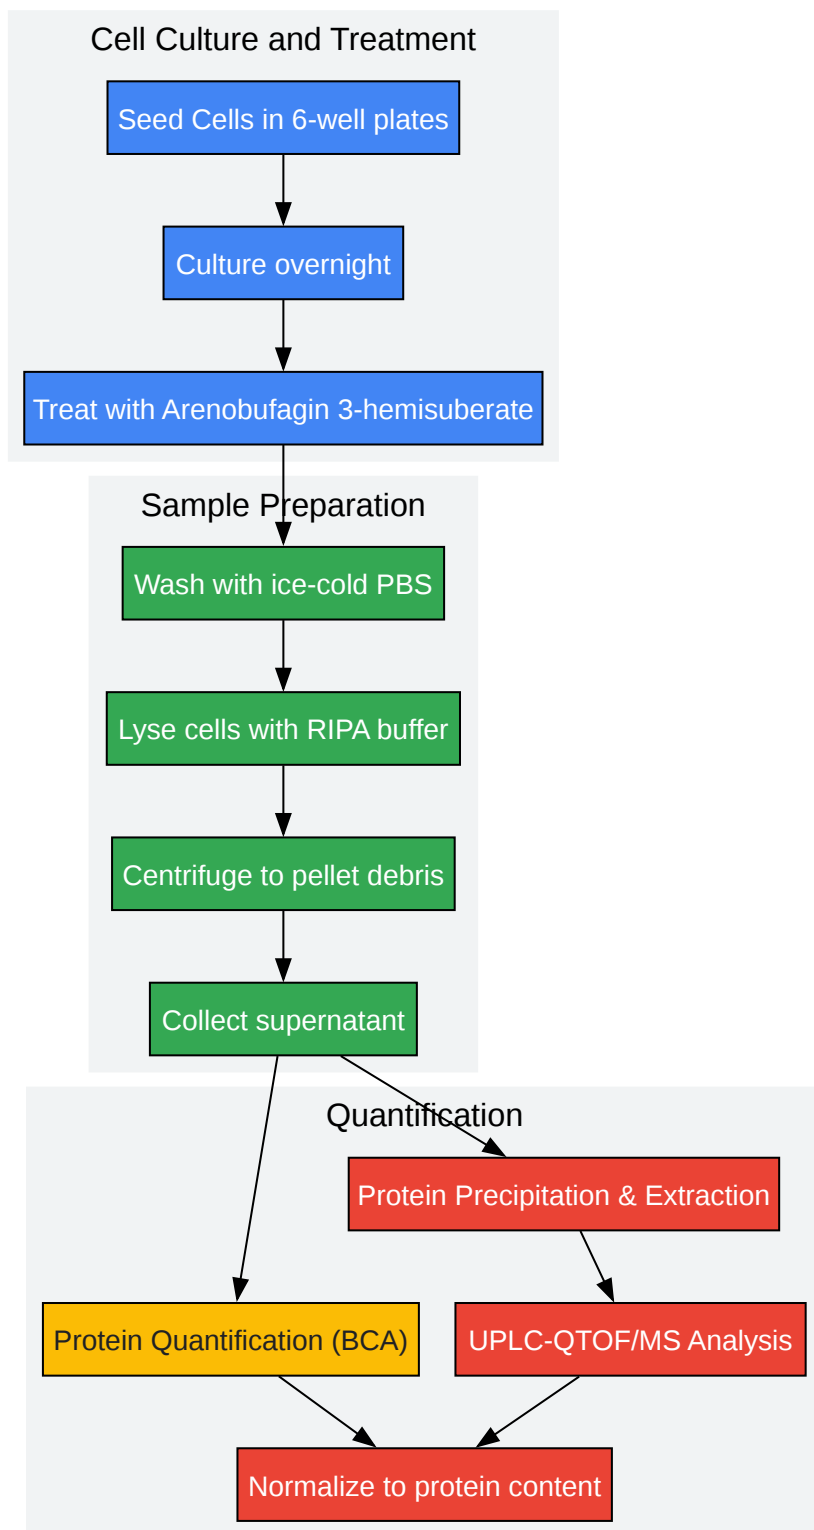 Cell Culture and Treatment
Seed Cells in 6-well plates
Culture overnight
Treat with Arenobufagin 3-hemisuberate
Sample Preparation
Wash with ice-cold PBS
Lyse cells with RIPA buffer
Centrifuge to pellet debris
Collect supernatant
Quantification
Protein Precipitation & Extraction
Protein Quantification (BCA)
UPLC-QTOF/MS Analysis
Normalize to protein content